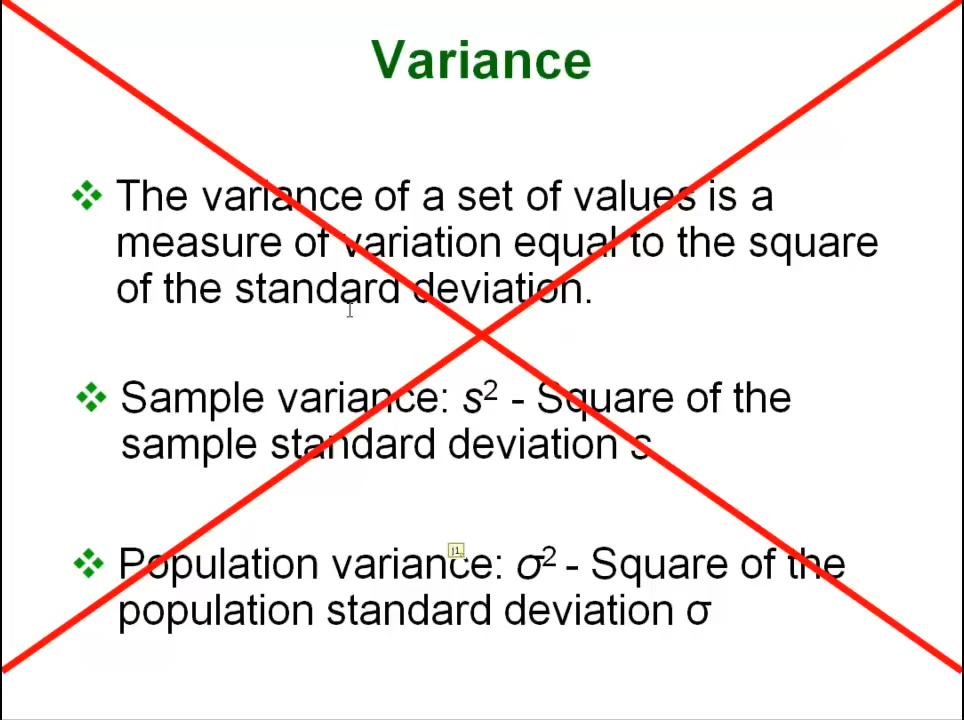 Variance
The variance of a set of values is a
measure of variation equal to the square
of the standard deviation.
Sample variance: s² - Square of the
sample standard deviation s
Population variance: σ² - Square of the
population standard deviation σ